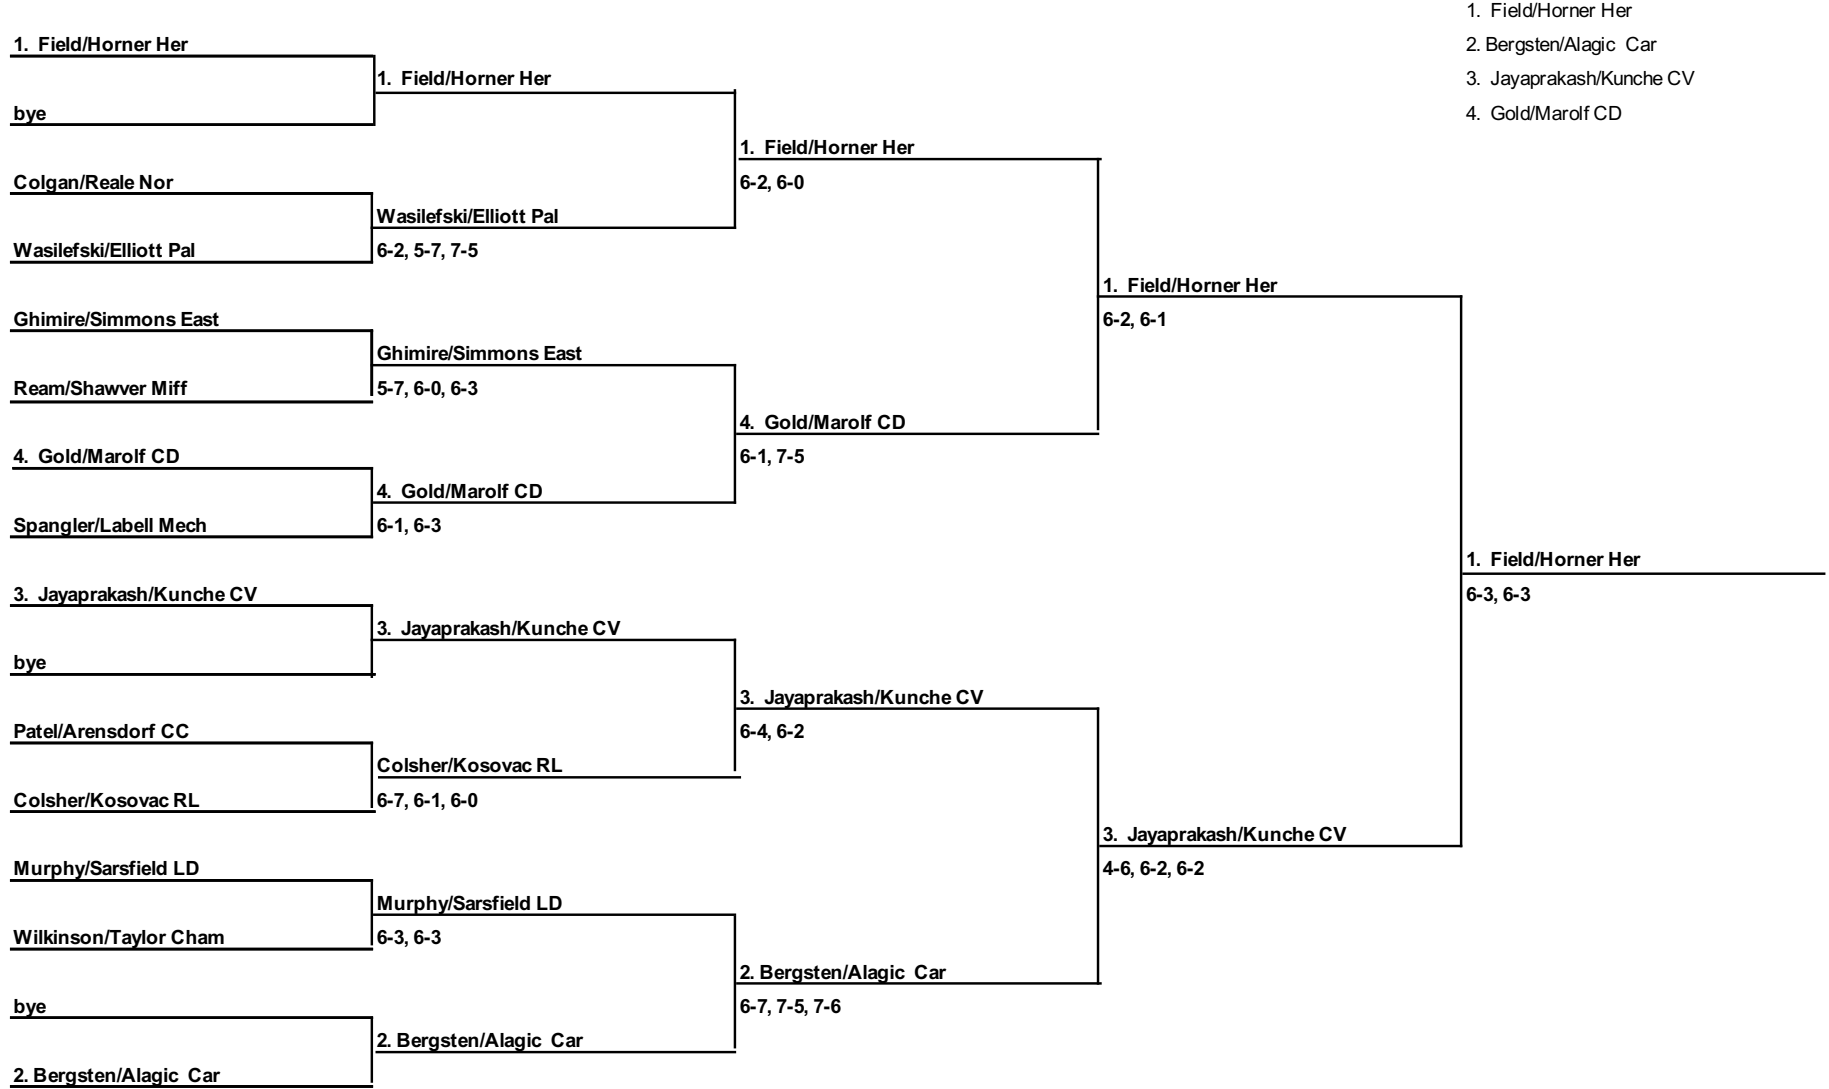 1. Field/Horner Her
2. Bergsten/Alagic Car
3. Jayaprakash/Kunche CV
4. Gold/Marolf CD
1. Field/Horner Her
bye
Colgan/Reale Nor
Wasilefski/Elliott Pal
Ghimire/Simmons East
Ream/Shawver Miff
4. Gold/Marolf CD
Spangler/Labell Mech
3. Jayaprakash/Kunche CV
bye
Patel/Arensdorf CC
Colsher/Kosovac RL
Murphy/Sarsfield LD
Wilkinson/Taylor Cham
bye
2. Bergsten/Alagic Car
1. Field/Horner Her
Wasilefski/Elliott Pal
6-2, 5-7, 7-5
Ghimire/Simmons East
5-7, 6-0, 6-3
4. Gold/Marolf CD
6-1, 6-3
3. Jayaprakash/Kunche CV
Colsher/Kosovac RL
6-7, 6-1, 6-0
Murphy/Sarsfield LD
6-3, 6-3
2. Bergsten/Alagic Car
1. Field/Horner Her
6-2, 6-0
4. Gold/Marolf CD
6-1, 7-5
3. Jayaprakash/Kunche CV
6-4, 6-2
2. Bergsten/Alagic Car
6-7, 7-5, 7-6
1. Field/Horner Her
6-2, 6-1
3. Jayaprakash/Kunche CV
4-6, 6-2, 6-2
1. Field/Horner Her
6-3, 6-3